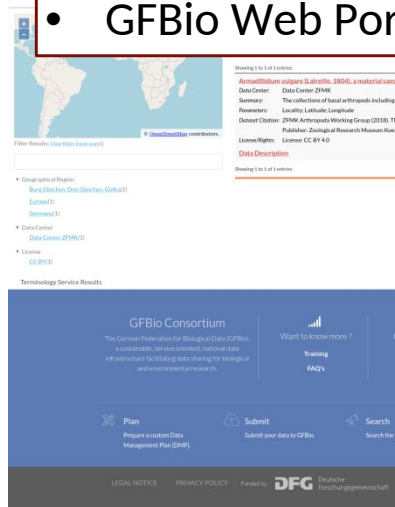 • GFBio Web Por
Showing 1 to 1 of 1 entries
Armadillidium vulgare (Latreille, 1804), a material sam
Data Center: Data Center ZFMK
Summary: The collections of basal arthropods including
Parameters: Locality; Latitude; Longitude
Dataset Citation: ZFMK Arthropoda Working Group (2018). Th
Publisher: Zoological Research Museum Koe
License/Rights: License: CC BY 4.0
Data Description
Showing 1 to 1 of 1 entries
© OpenStreetMap contributors.
Filter Results:
Geographical Region
Burg Gleichen, Drei Gleichen, Gotha(1)
Europe(1)
Germany(1)
Data Center
Data Center ZFMK(1)
License
CC BY(1)
Terminology Service Results
GFBio Consortium
The German Federation for Biological Data (GFBio),
a sustainable, service oriented, national data
infrastructure facilitating data sharing for biological
and environmental research.
Want to know more ?
Training
FAQ's
Plan
Prepare a custom Data
Management Plan (DMP).
Submit
Submit your data to GFBio.
Search
Search the
LEGAL NOTICE PRIVACY POLICY Funded by DFG Deutsche
Forschungsgemeinschaft